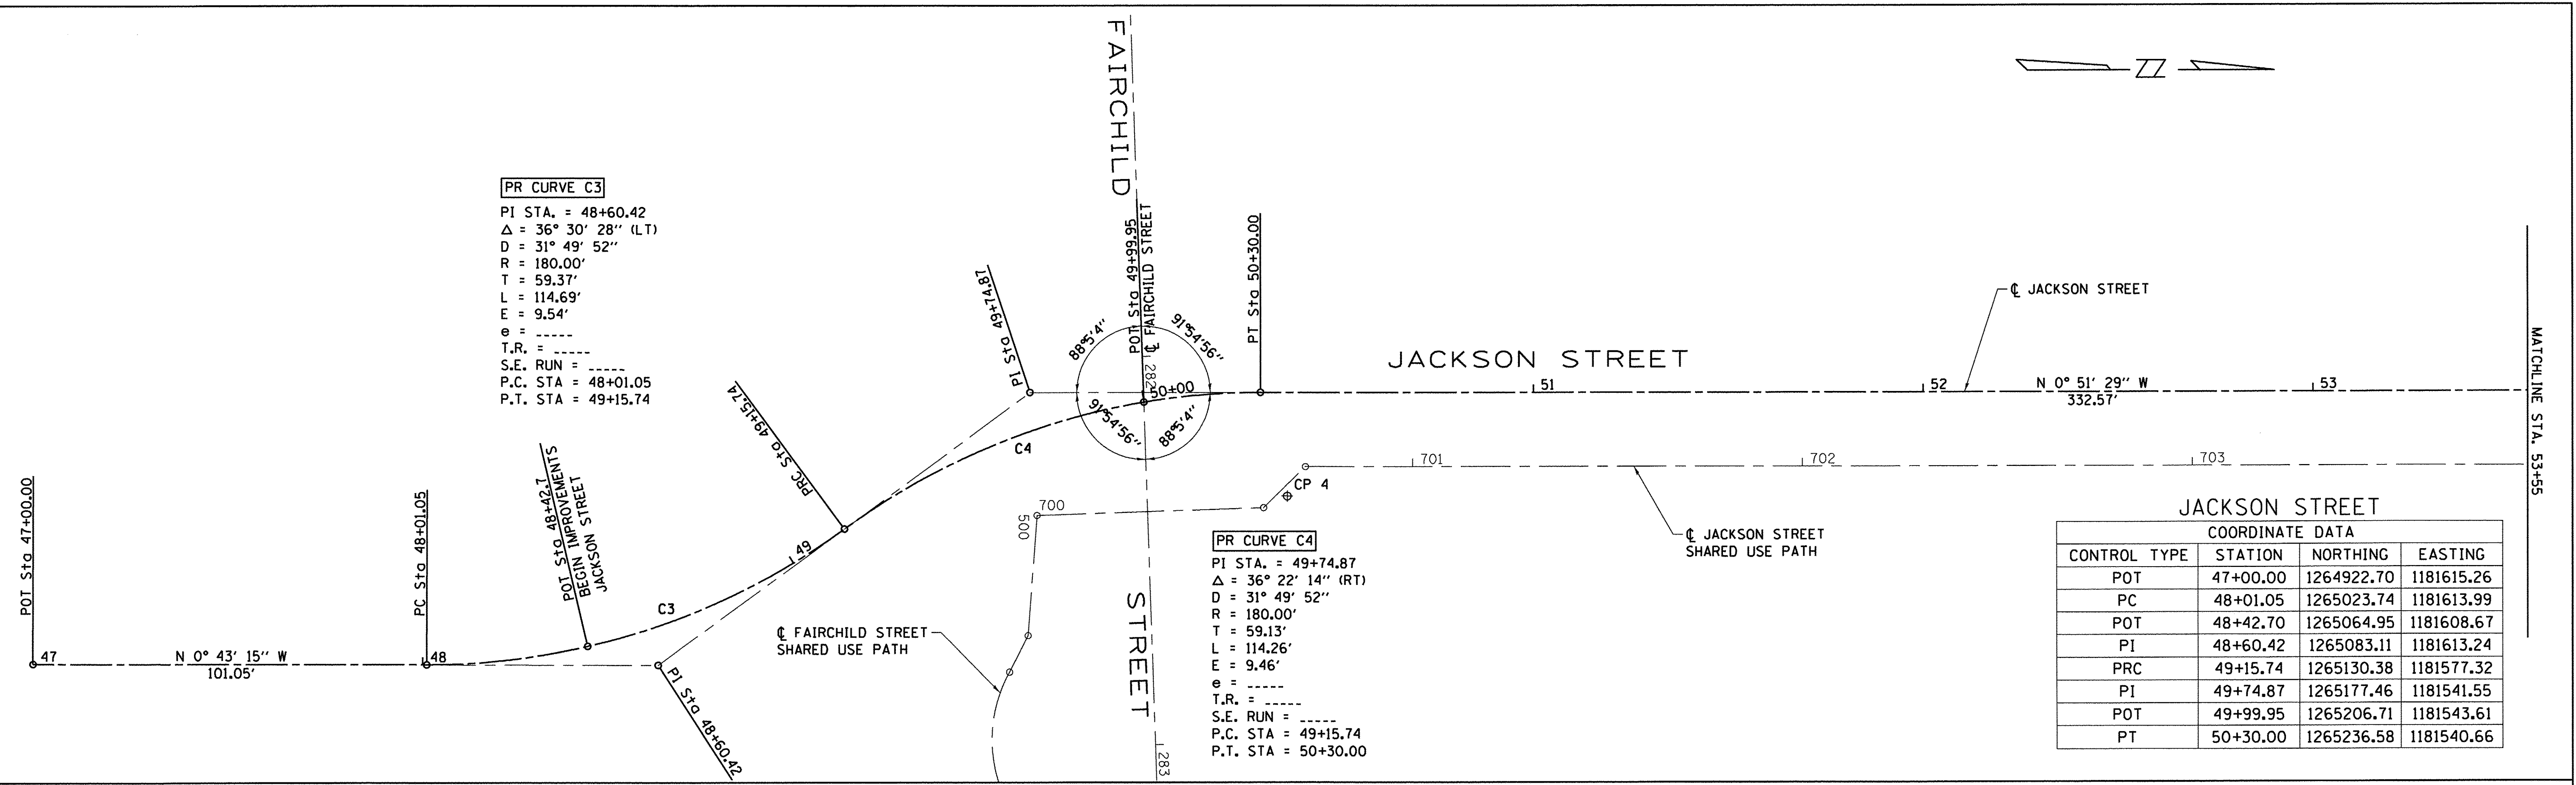 FAIRCHILD
ZZ
PR CURVE C3
PI STA. = 48+60.42
Δ = 36° 30' 28'' (LT)
D = 31° 49' 52''
R = 180.00'
T = 59.37'
L = 114.69'
E = 9.54'
e = -----
T.R. = -----
S.E. RUN = -----
P.C. STA = 48+01.05
P.T. STA = 49+15.74
POT Sta 47+00.00
47
N 0° 43' 15'' W
101.05'
PC Sta 48+01.05
48
POT Sta 48+42.7
BEGIN IMPROVEMENTS
JACKSON STREET
C3
PI Sta 48+60.42
PRC Sta 49+15.74
49
PI Sta 49+74.87
C4
POT Sta 49+99.95
℄ FAIRCHILD STREET
282
88°5'4''
91°54'56''
91°54'56''
88°5'4''
50+00
PT Sta 50+30.00
JACKSON STREET
℄ JACKSON STREET
51
52
N 0° 51' 29'' W
332.57'
53
MATCHLINE STA. 53+55
700
500
CP 4
701
702
703
℄ JACKSON STREET
SHARED USE PATH
℄ FAIRCHILD STREET
SHARED USE PATH
STREET
283
PR CURVE C4
PI STA. = 49+74.87
Δ = 36° 22' 14'' (RT)
D = 31° 49' 52''
R = 180.00'
T = 59.13'
L = 114.26'
E = 9.46'
e = -----
T.R. = -----
S.E. RUN = -----
P.C. STA = 49+15.74
P.T. STA = 50+30.00
JACKSON STREET
COORDINATE DATA
CONTROL TYPE STATION NORTHING EASTING
POT 47+00.00 1264922.70 1181615.26
PC 48+01.05 1265023.74 1181613.99
POT 48+42.70 1265064.95 1181608.67
PI 48+60.42 1265083.11 1181613.24
PRC 49+15.74 1265130.38 1181577.32
PI 49+74.87 1265177.46 1181541.55
POT 49+99.95 1265206.71 1181543.61
PT 50+30.00 1265236.58 1181540.66